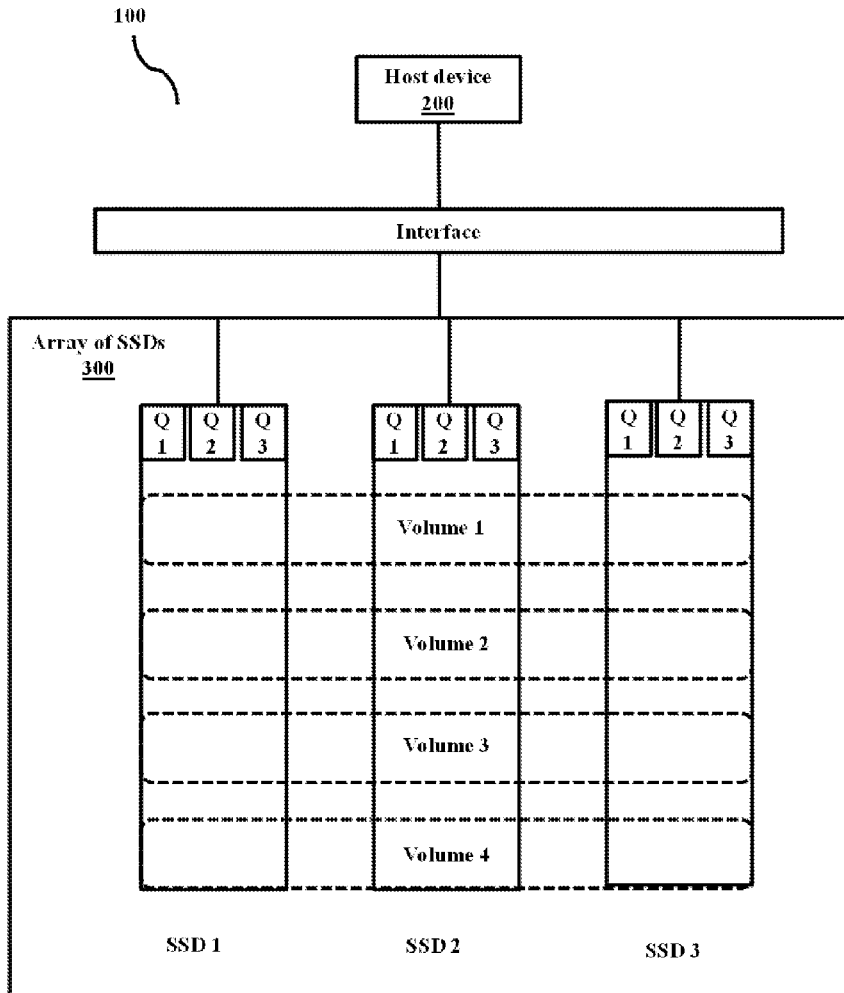 100
Host device
200
Interface
Array of SSDs
300
Q Q Q
1 2 3
Q Q Q
1 2 3
Q Q Q
1 2 3
Volume 1
Volume 2
Volume 3
Volume 4
SSD 1
SSD 2
SSD 3